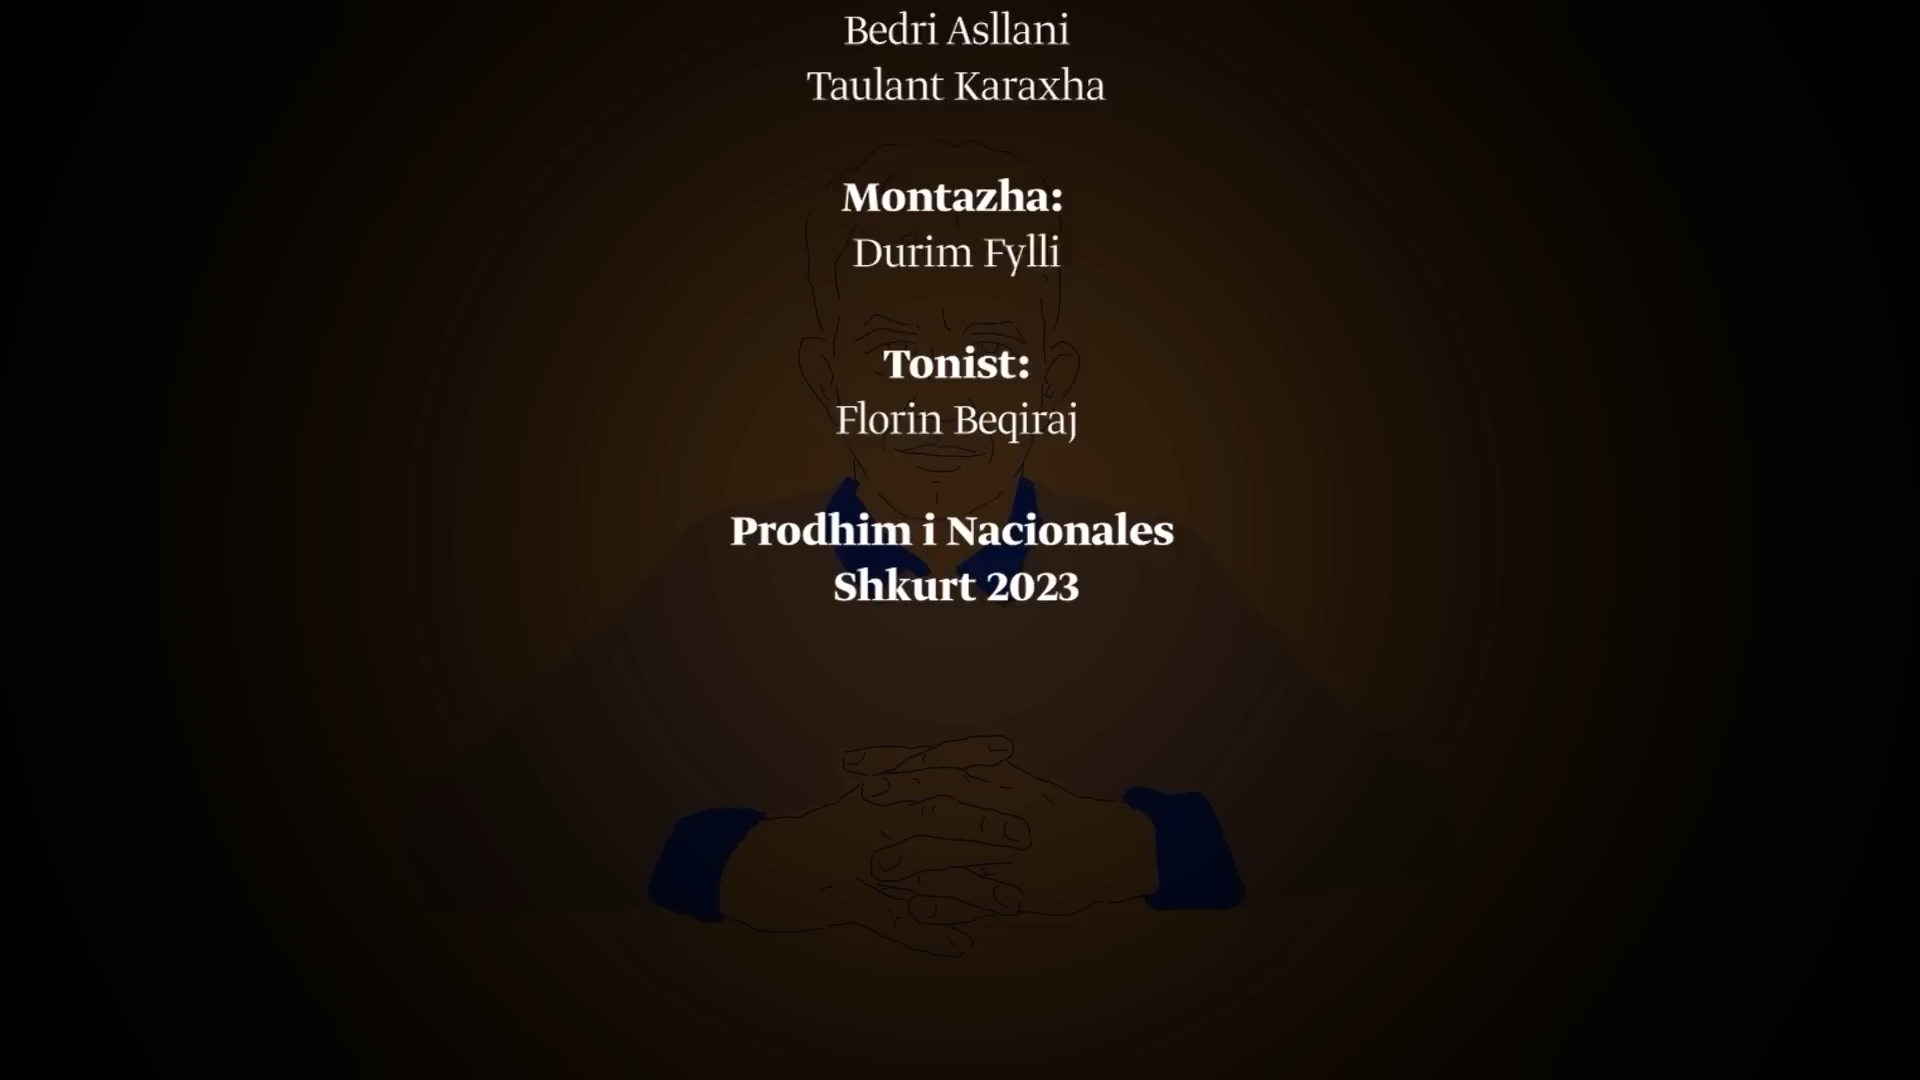 Bedri Asllani
Taulant Karaxha
Montazha:
Durim Fylli
Tonist:
Florin Beqiraj
Prodhim i Nacionales
Shkurt 2023